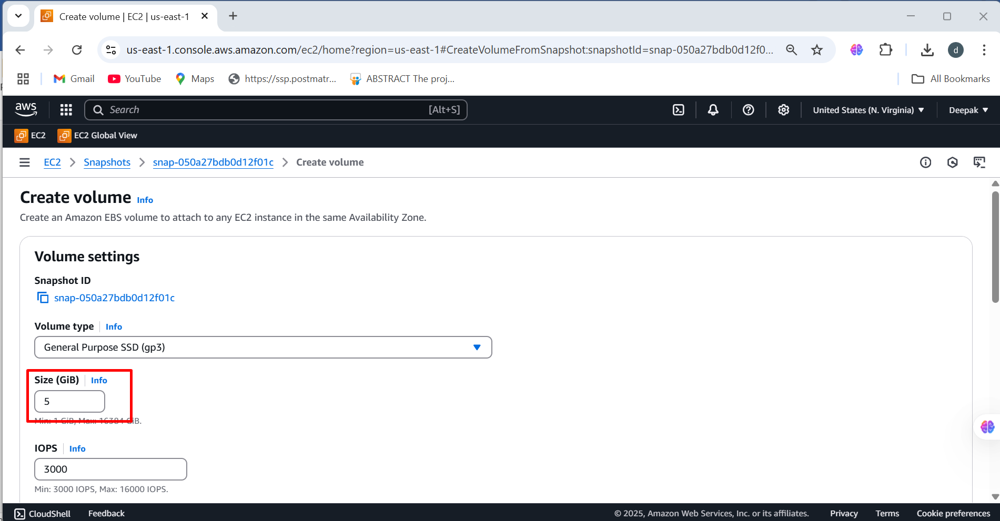 Create volume | EC2 | us-east-1
us-east-1.console.aws.amazon.com/ec2/home?region=us-east-1#CreateVolumeFromSnapshot:snapshotId=snap-050a27bdb0d12f0...
d
Gmail
YouTube
Maps
https://ssp.postmatr...
ABSTRACT The proj...
All Bookmarks
aws
Search
[Alt+S]
United States (N. Virginia)
Deepak
EC2
EC2 Global View
EC2
Snapshots
snap-050a27bdb0d12f01c
Create volume
Create volume Info
Create an Amazon EBS volume to attach to any EC2 instance in the same Availability Zone.
Volume settings
Snapshot ID
snap-050a27bdb0d12f01c
Volume type Info
General Purpose SSD (gp3)
Size (GiB) Info
5
Min: 1 GiB, Max: 16384 GiB.
IOPS Info
3000
Min: 3000 IOPS, Max: 16000 IOPS.
CloudShell
Feedback
© 2025, Amazon Web Services, Inc. or its affiliates.
Privacy
Terms
Cookie preferences